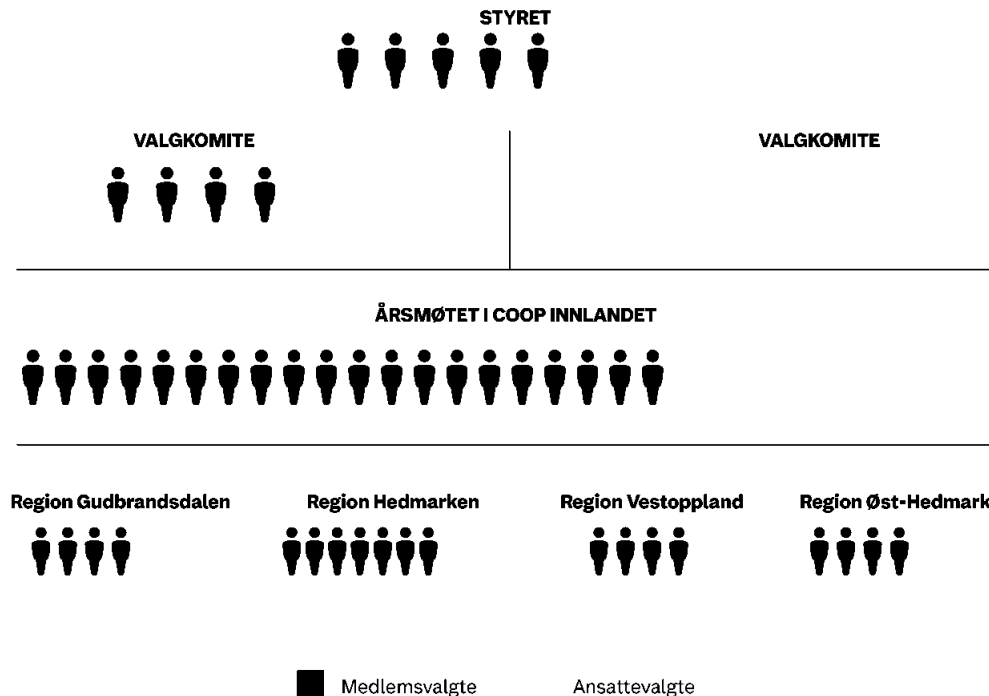 STYRET
VALGKOMITE
VALGKOMITE
ÅRSMØTET I COOP INNLANDET
Region Gudbrandsdalen
Region Hedmarken
Region Vestoppland
Region Øst-Hedmark
Medlemsvalgte
Ansattevalgte